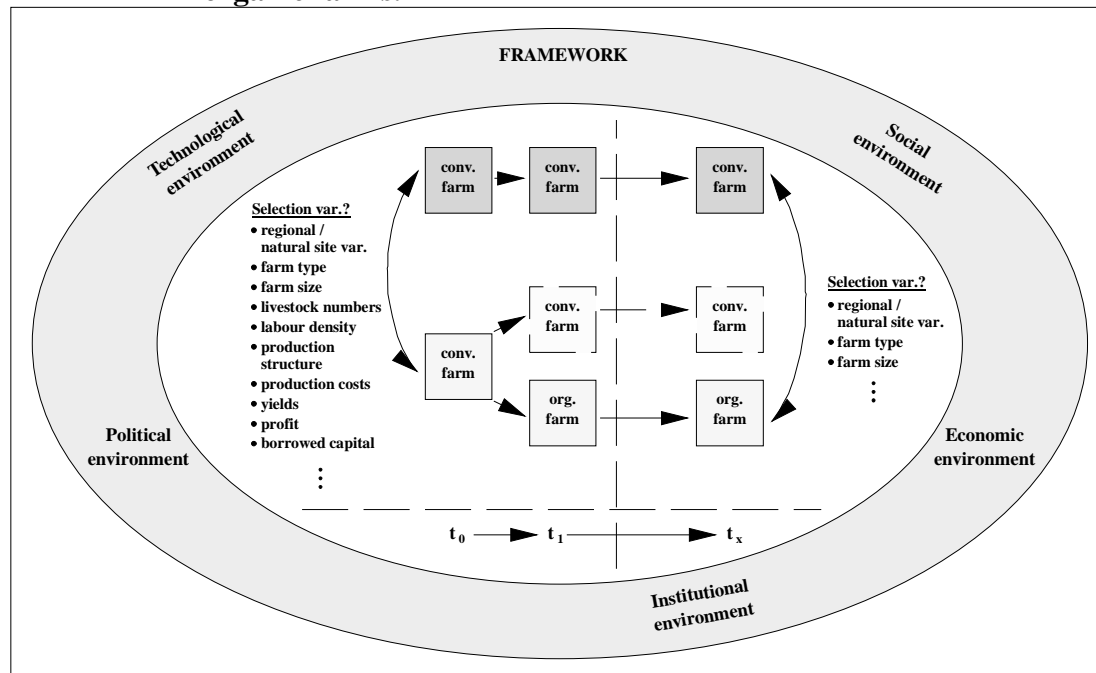 FRAMEWORK
Technological
environment
Social
environment
conv.
farm
conv.
farm
conv.
farm
Selection var.?
• regional /
natural site var.
• farm type
• farm size
• livestock numbers
• labour density
• production
structure
• production costs
• yields
• profit
• borrowed capital
⋮
conv.
farm
conv.
farm
conv.
farm
org.
farm
org.
farm
Selection var.?
• regional /
natural site var.
• farm type
• farm size
⋮
Political
environment
Economic
environment
t0
t1
tx
Institutional
environment